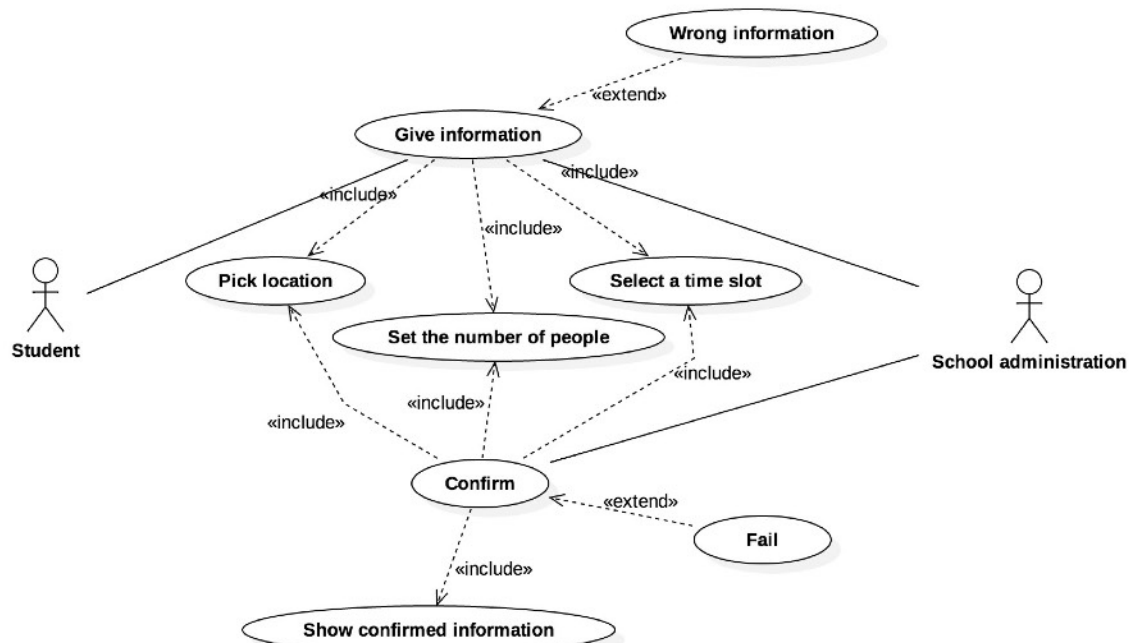 Wrong information
«extend»
Give information
«include»
«include»
«include»
Pick location
Select a time slot
Set the number of people
Student
School administration
«include»
«include»
«include»
Confirm
«extend»
Fail
«include»
Show confirmed information